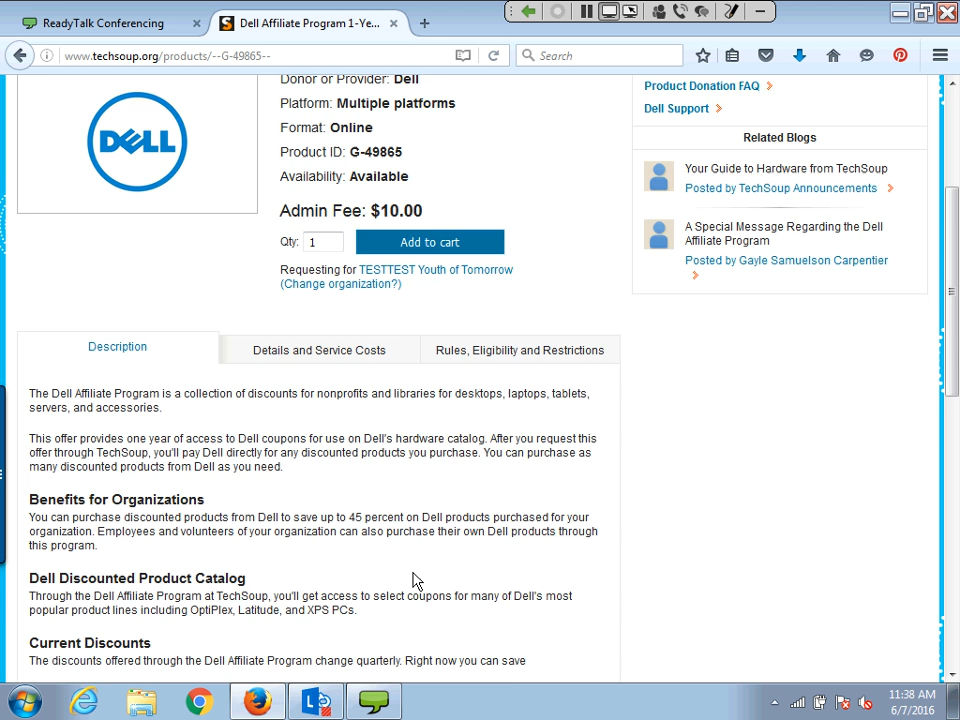 ReadyTalk Conferencing
Dell Affiliate Program 1-Ye...
www.techsoup.org/products/--G-49865--
Search
DELL
Donor or Provider: Dell
Platform: Multiple platforms
Format: Online
Product ID: G-49865
Availability: Available
Admin Fee: $10.00
Qty: 1
Add to cart
Requesting for TESTTEST Youth of Tomorrow
(Change organization?)
Product Donation FAQ
Dell Support
Related Blogs
Your Guide to Hardware from TechSoup
Posted by TechSoup Announcements
A Special Message Regarding the Dell
Affiliate Program
Posted by Gayle Samuelson Carpentier
Description
Details and Service Costs
Rules, Eligibility and Restrictions
The Dell Affiliate Program is a collection of discounts for nonprofits and libraries for desktops, laptops, tablets,
servers, and accessories.
This offer provides one year of access to Dell coupons for use on Dell's hardware catalog. After you request this
offer through TechSoup, you'll pay Dell directly for any discounted products you purchase. You can purchase as
many discounted products from Dell as you need.
Benefits for Organizations
You can purchase discounted products from Dell to save up to 45 percent on Dell products purchased for your
organization. Employees and volunteers of your organization can also purchase their own Dell products through
this program.
Dell Discounted Product Catalog
Through the Dell Affiliate Program at TechSoup, you'll get access to select coupons for many of Dell's most
popular product lines including OptiPlex, Latitude, and XPS PCs.
Current Discounts
The discounts offered through the Dell Affiliate Program change quarterly. Right now you can save
11:38 AM
6/7/2016